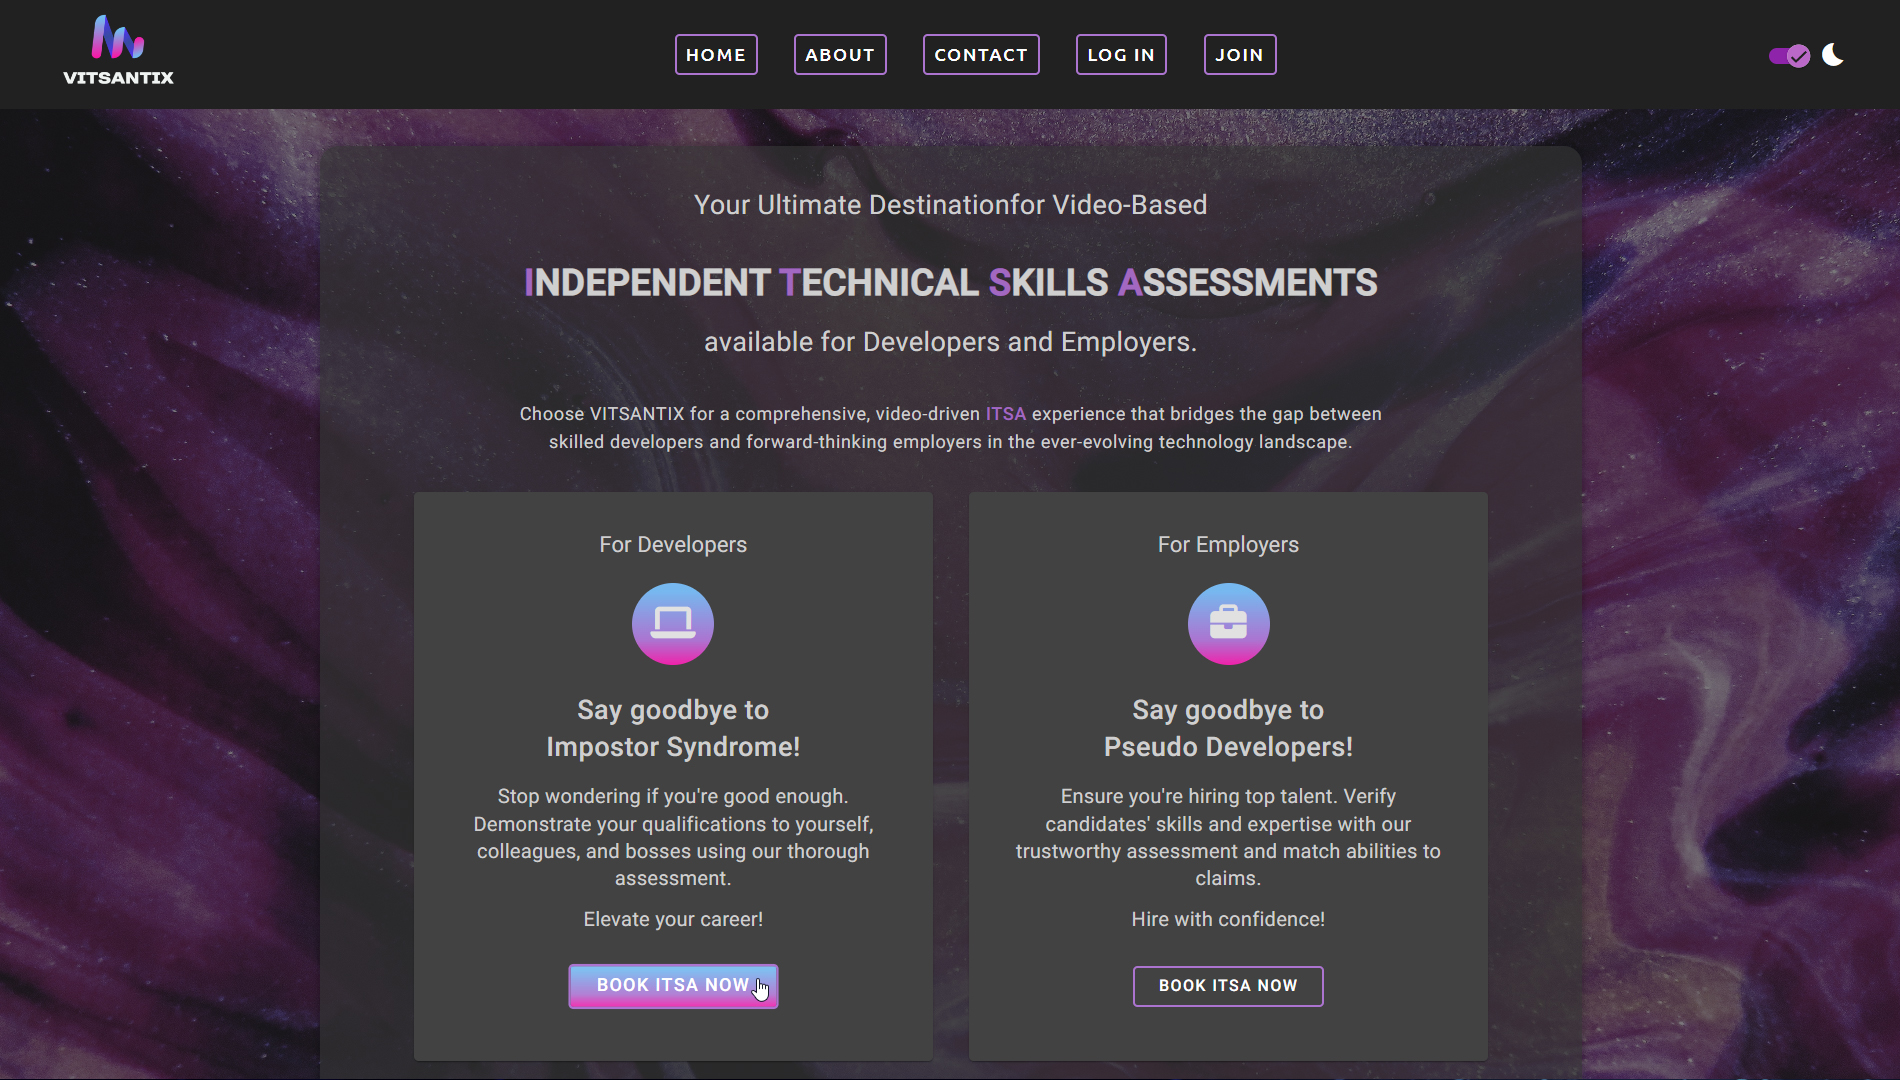 VITSANTIX
HOME
ABOUT
CONTACT
LOG IN
JOIN
Your Ultimate Destinationfor Video-Based
INDEPENDENT TECHNICAL SKILLS ASSESSMENTS
available for Developers and Employers.
Choose VITSANTIX for a comprehensive, video-driven ITSA experience that bridges the gap between
skilled developers and forward-thinking employers in the ever-evolving technology landscape.
For Developers
Say goodbye to
Impostor Syndrome!
Stop wondering if you're good enough.
Demonstrate your qualifications to yourself,
colleagues, and bosses using our thorough
assessment.
Elevate your career!
BOOK ITSA NOW
For Employers
Say goodbye to
Pseudo Developers!
Ensure you're hiring top talent. Verify
candidates' skills and expertise with our
trustworthy assessment and match abilities to
claims.
Hire with confidence!
BOOK ITSA NOW